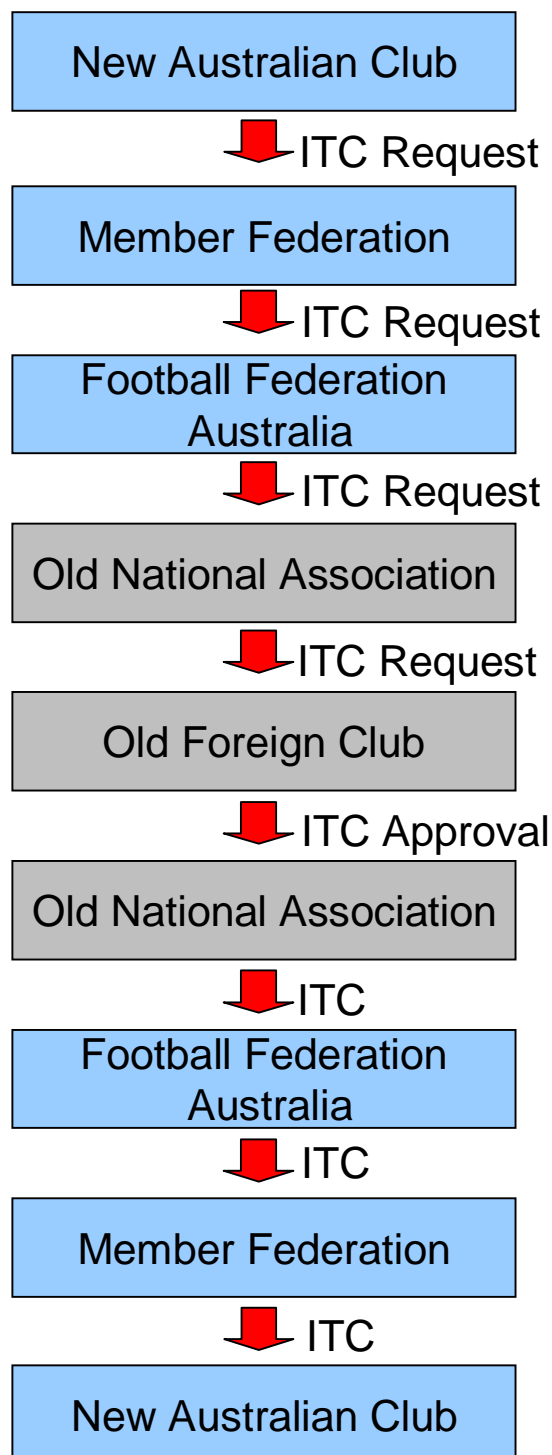 New Australian Club
ITC Request
Member Federation
ITC Request
Football Federation
Australia
ITC Request
Old National Association
ITC Request
Old Foreign Club
ITC Approval
Old National Association
ITC
Football Federation
Australia
ITC
Member Federation
ITC
New Australian Club